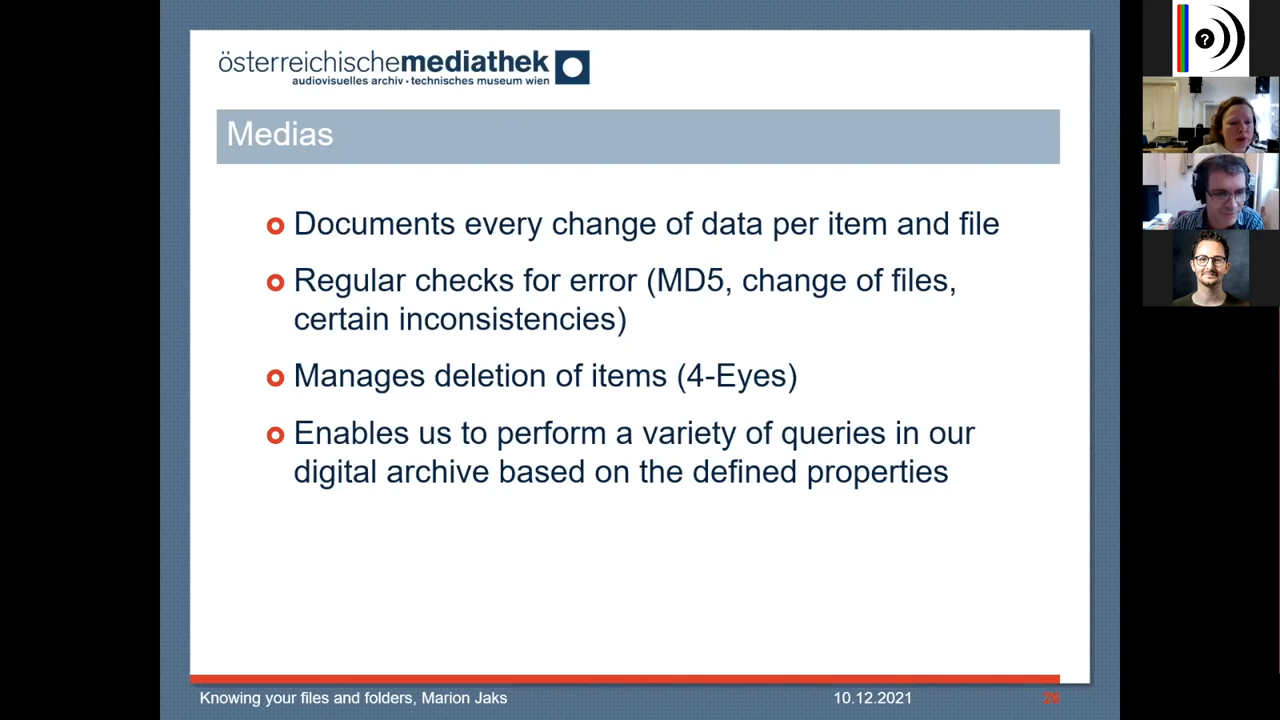 österreichischemediathek
audiovisuelles archiv · technisches museum wien
Medias
Documents every change of data per item and file
Regular checks for error (MD5, change of files,
certain inconsistencies)
Manages deletion of items (4-Eyes)
Enables us to perform a variety of queries in our
digital archive based on the defined properties
Knowing your files and folders, Marion Jaks
10.12.2021
?